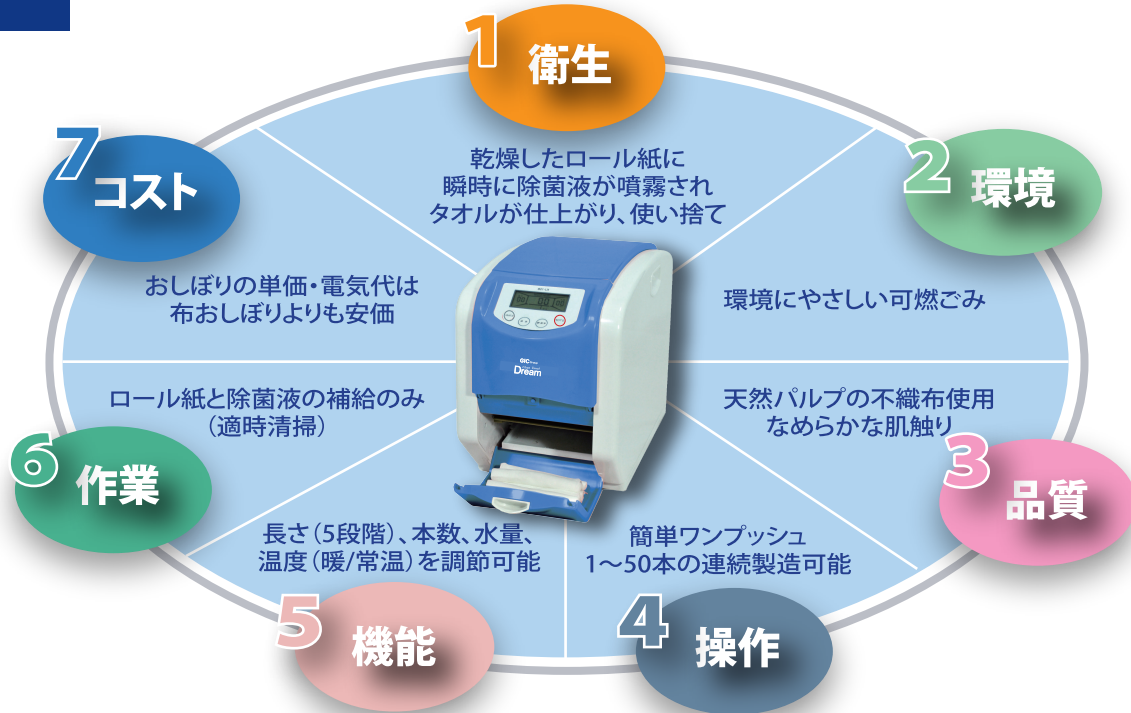 1 衛生
乾燥したロール紙に
瞬時に除菌液が噴霧され
タオルが仕上がり、使い捨て
2 環境
環境にやさしい可燃ごみ
3 品質
天然パルプの不織布使用
なめらかな肌触り
4 操作
簡単ワンプッシュ
1～50本の連続製造可能
5 機能
長さ（5段階）、本数、水量、
温度（暖/常温）を調節可能
6 作業
ロール紙と除菌液の補給のみ
（適時清掃）
7 コスト
おしぼりの単価・電気代は
布おしぼりよりも安価
Dream